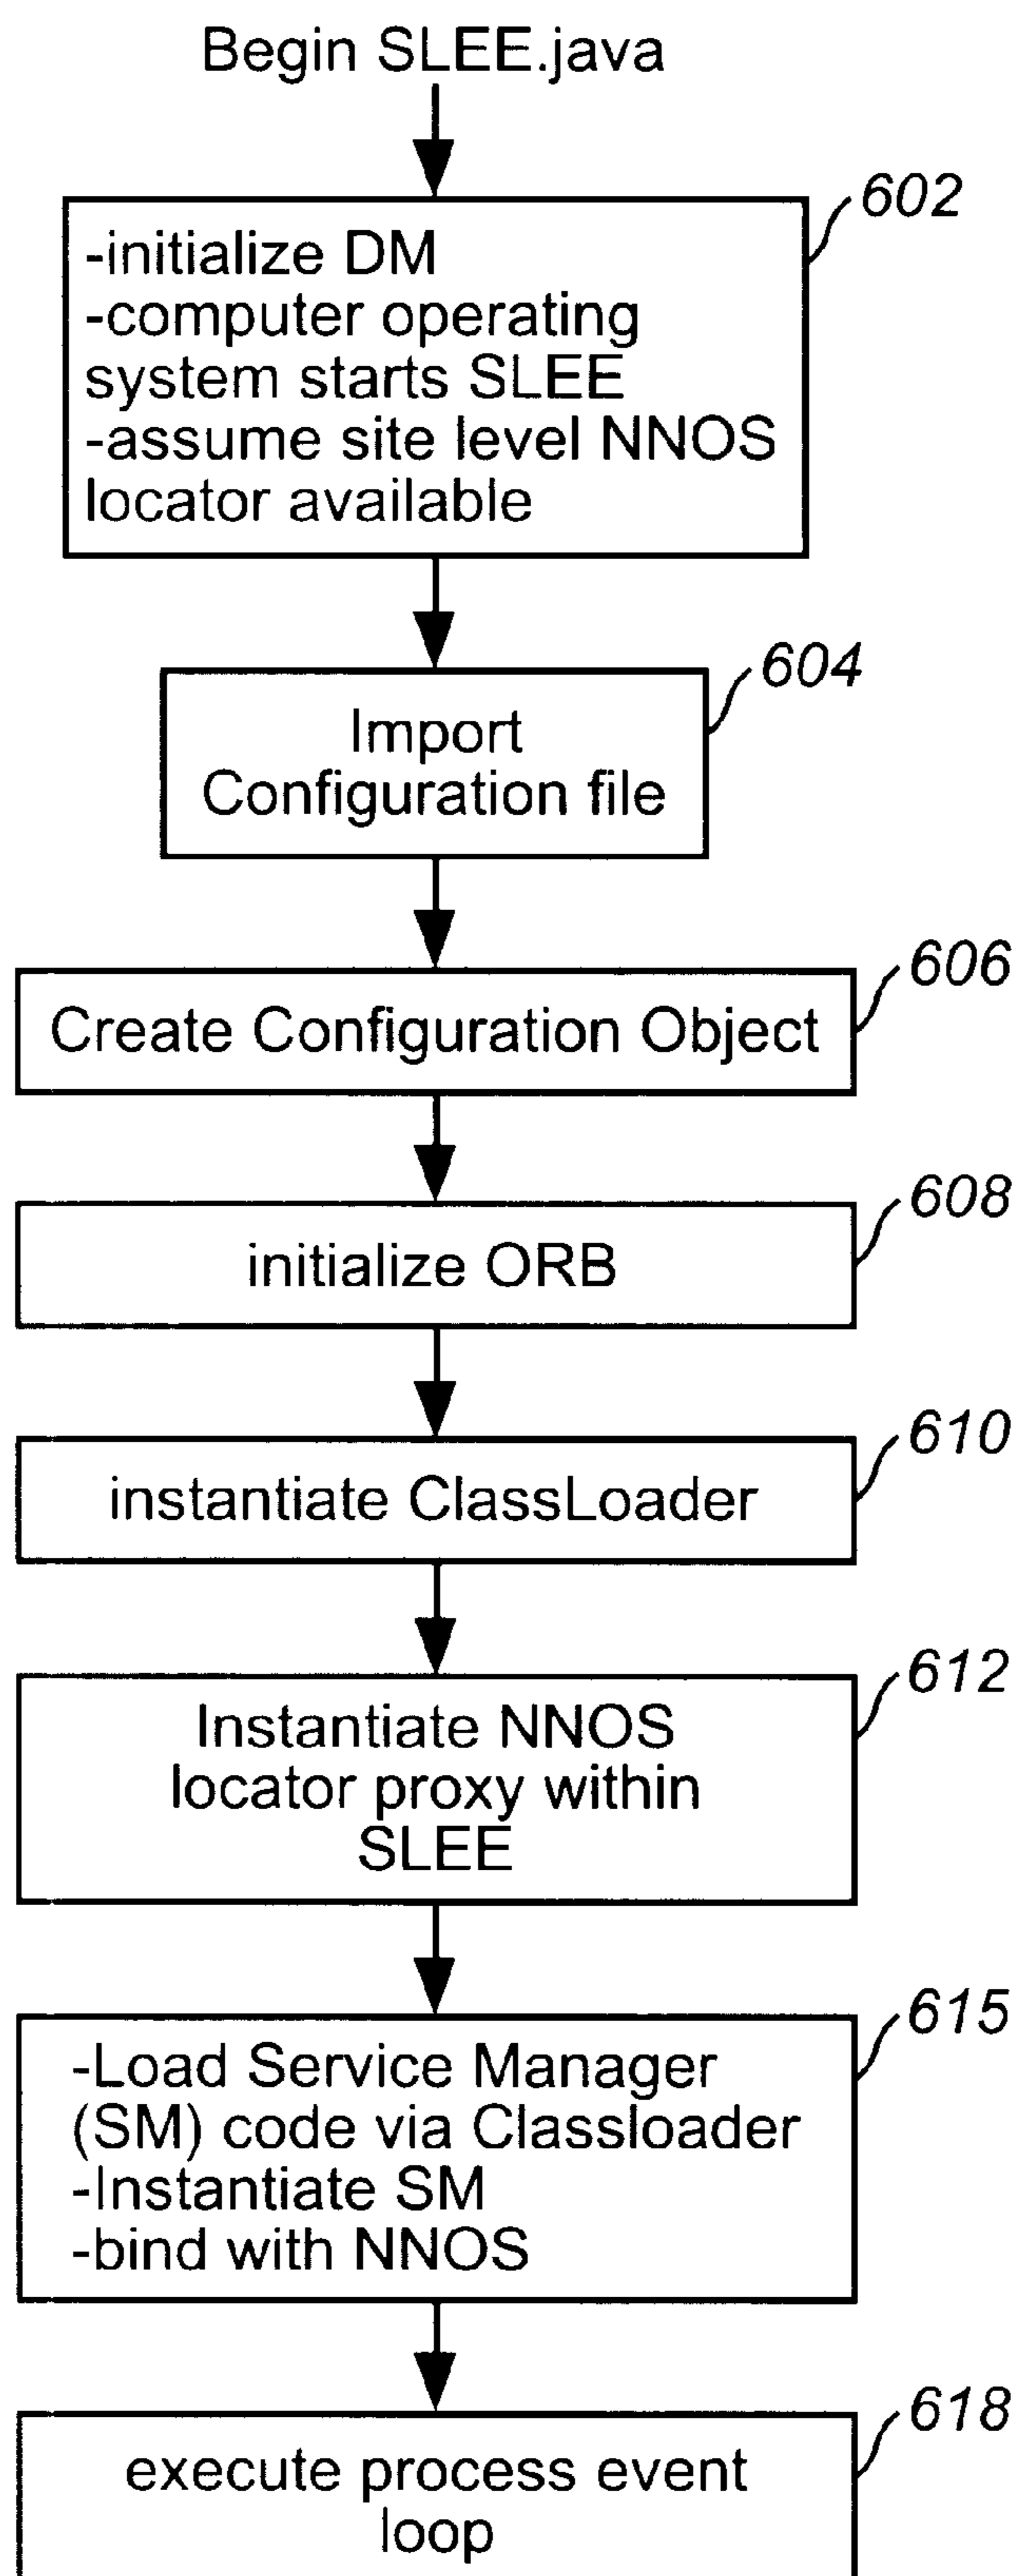 Begin SLEE.java
602
-initialize DM
-computer operating
system starts SLEE
-assume site level NNOS
locator available
604
Import
Configuration file
606
Create Configuration Object
608
initialize ORB
610
instantiate ClassLoader
612
Instantiate NNOS
locator proxy within
SLEE
615
-Load Service Manager
(SM) code via Classloader
-Instantiate SM
-bind with NNOS
618
execute process event
loop